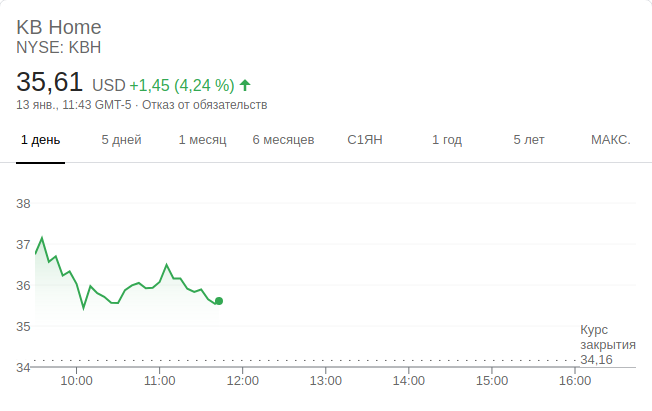 KB Home
NYSE: KBH
35,61 USD +1,45 (4,24 %)
13 янв., 11:43 GMT-5 · Отказ от обязательств
1 день 5 дней 1 месяц 6 месяцев С1ЯН 1 год 5 лет МАКС.
38
37
36
35
34
Курс
закрытия
34,16
10:00 11:00 12:00 13:00 14:00 15:00 16:00